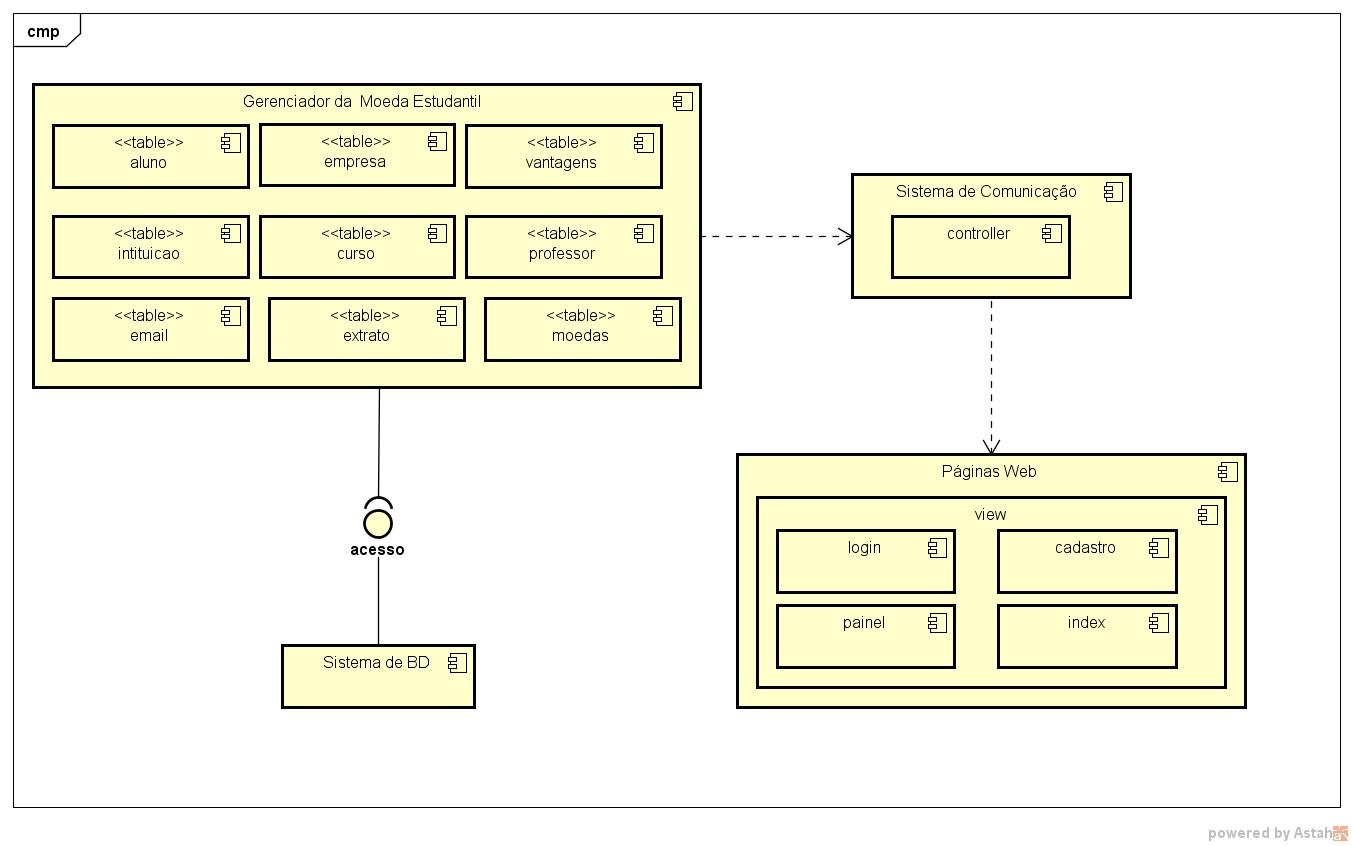 cmp
Gerenciador da  Moeda Estudantil
<<table>>
aluno
<<table>>
empresa
<<table>>
vantagens
<<table>>
intituicao
<<table>>
curso
<<table>>
professor
<<table>>
email
<<table>>
extrato
<<table>>
moedas
Sistema de Comunicação
controller
acesso
Sistema de BD
Páginas Web
view
login
cadastro
painel
index
powered by Astah